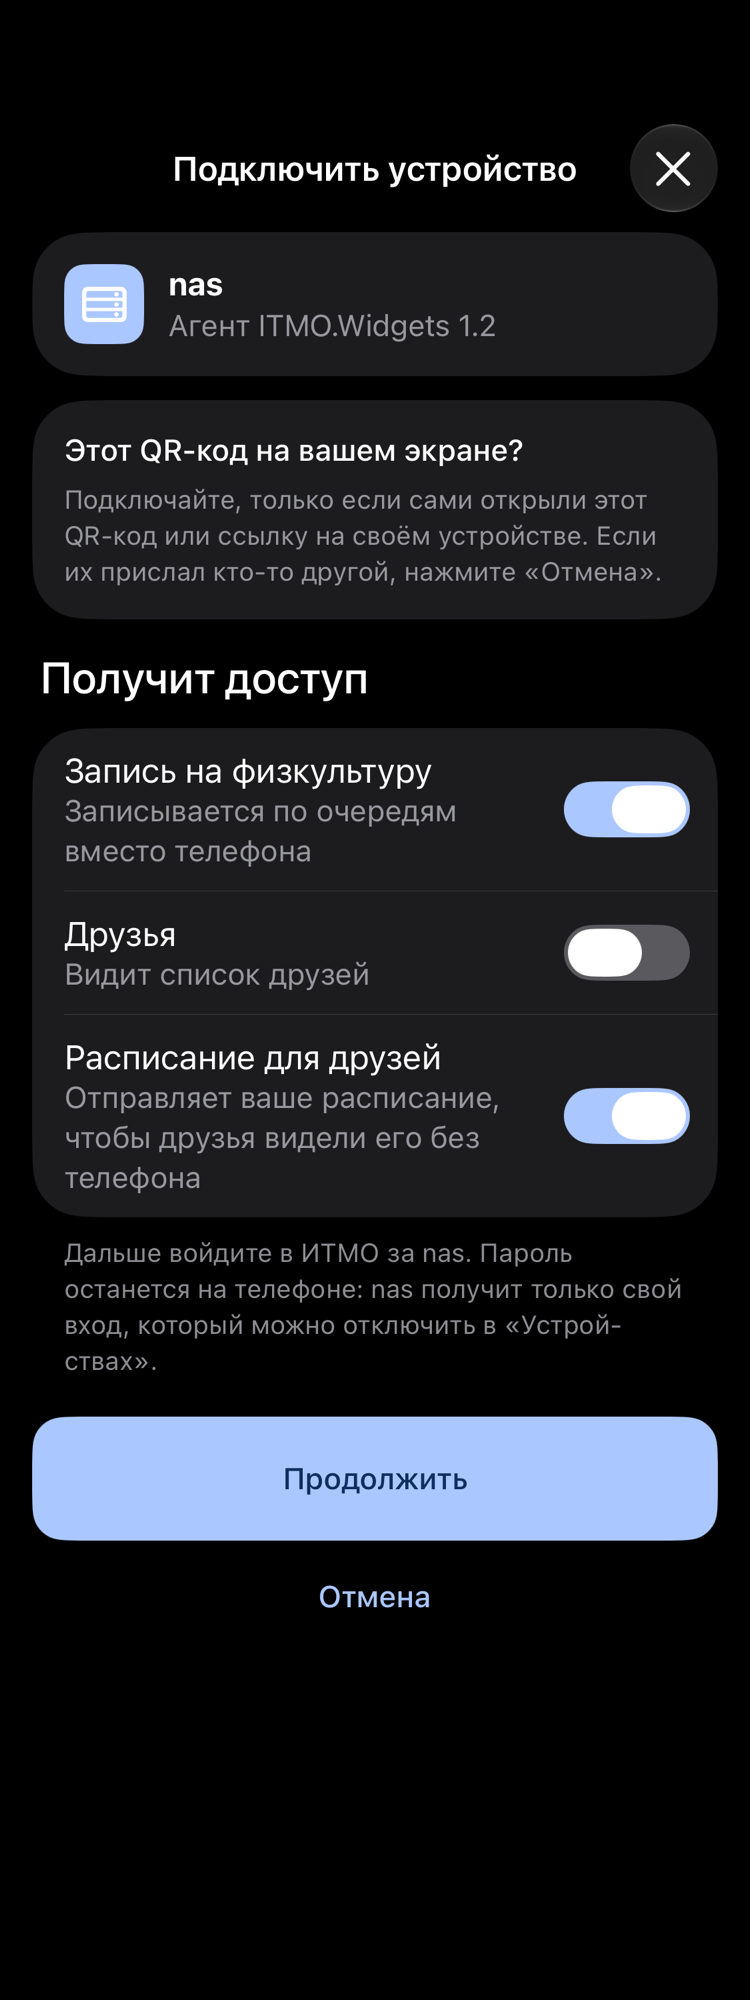 Подключить устройство
nas
Агент ITMO.Widgets 1.2
Этот QR-код на вашем экране?
Подключайте, только если сами открыли этот
QR-код или ссылку на своём устройстве. Если
их прислал кто-то другой, нажмите «Отмена».
Получит доступ
Запись на физкультуру
Записывается по очередям
вместо телефона
Друзья
Видит список друзей
Расписание для друзей
Отправляет ваше расписание,
чтобы друзья видели его без
телефона
Дальше войдите в ИТМО за nas. Пароль
останется на телефоне: nas получит только свой
вход, который можно отключить в «Устрой-
ствах».
Продолжить
Отмена